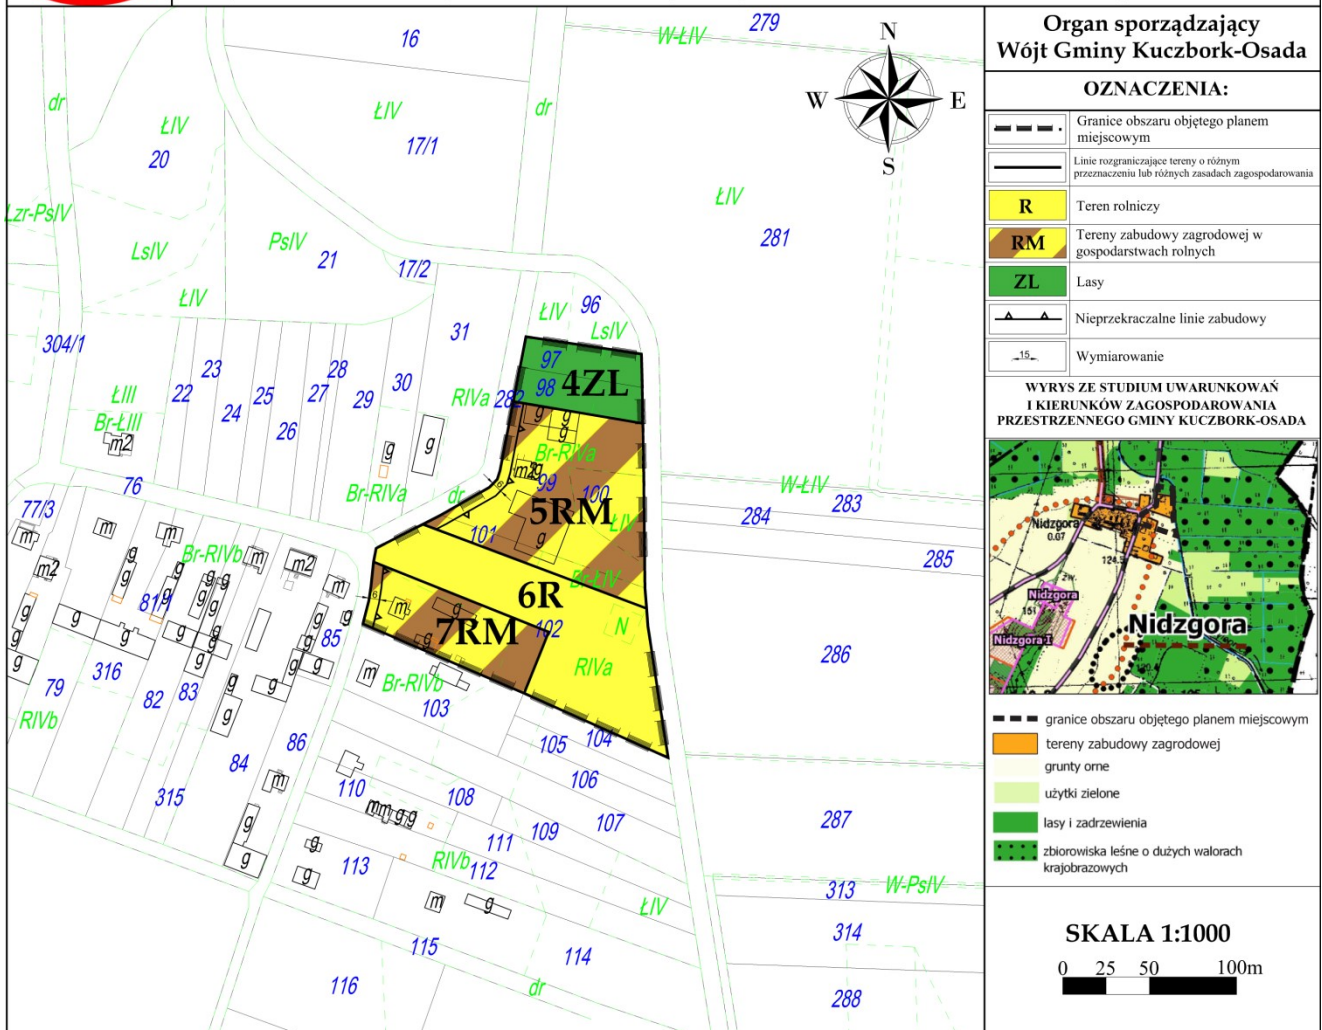 16
279
W-ŁIV
dr
ŁIV
dr
ŁIV
20
17/1
N
W
E
S
ŁIV
281
Lzr-PsIV
LsIV
PsIV
21
17/2
ŁIV
96
ŁIV
LsIV
31
304/1
23
28
97
30
22
25
27
29
24
26
ŁIII
Br-ŁIII
m2
RIVa
282
98
4ZL
g
g
g
g
g
Br-RIVa
m2
g
99
100
76
Br-RIVa
dr
W-ŁIV
283
284
77/3
101
5RM
ŁIV
285
m
m
m
Br-RIVb
m
m2
g
Br-ŁIV
m2
g
g
g
g
g
m
6R
81/1
g
g
g
m
g
N
102
7RM
g
g
g
g
85
RIVa
286
g
g
g
g
g
316
m
Br-RIVb
79
82
83
g
g
103
RIVb
g
104
105
86
84
106
m
110
108
315
107
287
m
m
g
g
109
g
111
g
g
RIVb
112
113
g
313
W-PsIV
m
g
ŁIV
314
115
114
116
dr
288
Organ sporządzający
Wójt Gminy Kuczbork-Osada
OZNACZENIA:
Granice obszaru objętego planem
miejscowym
Linie rozgraniczające tereny o różnym
przeznaczeniu lub różnych zasadach zagospodarowania
R
Teren rolniczy
RM
Tereny zabudowy zagrodowej w
gospodarstwach rolnych
ZL
Lasy
Nieprzekraczalne linie zabudowy
15
Wymiarowanie
WYRYS ZE STUDIUM UWARUNKOWAŃ
I KIERUNKÓW ZAGOSPODAROWANIA
PRZESTRZENNEGO GMINY KUCZBORK-OSADA
Nidzgora
0.07
Nidzgora
Nidzgora I
Nidzgora
granice obszaru objętego planem miejscowym
tereny zabudowy zagrodowej
grunty orne
użytki zielone
lasy i zadrzewienia
zbiorowiska leśne o dużych walorach
krajobrazowych
SKALA 1:1000
0 25 50 100m